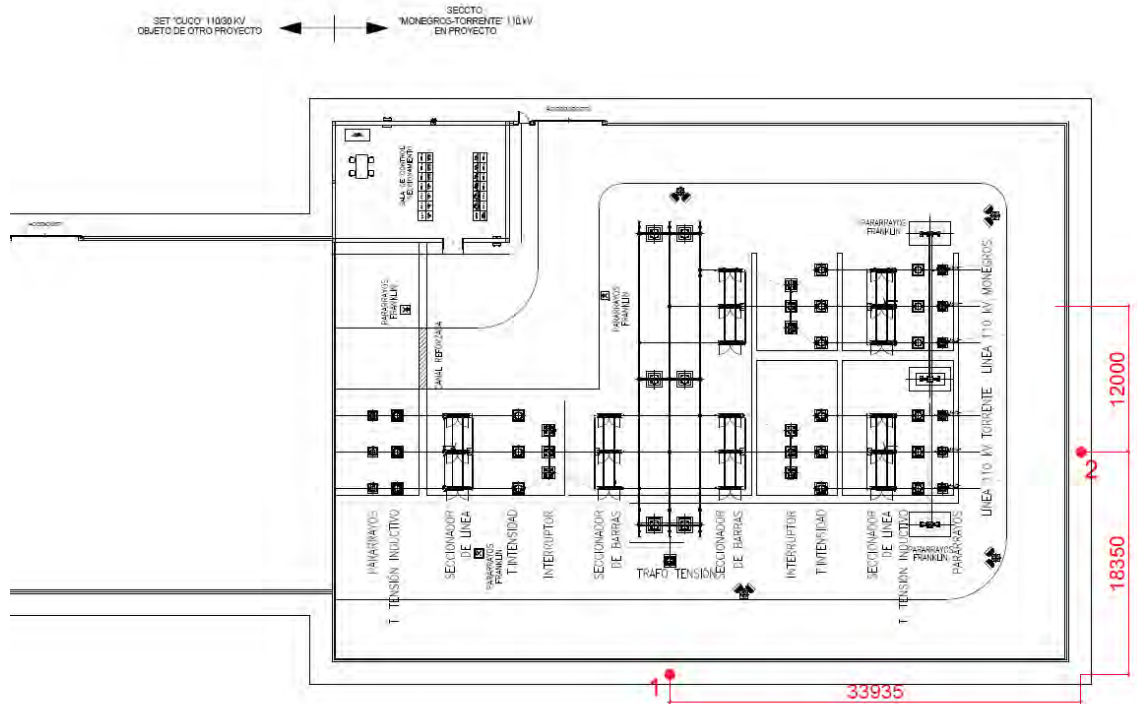 SET "CUCO" 110/30 KV
OBJETO DE OTRO PROYECTO
SECCTO
"MONEGROS-TORRENTE" 110 kV
EN PROYECTO
SALA DE CONTROL
PARARRAYOS
FRANKLIN
PARARRAYOS
FRANKLIN
PARARRAYOS
FRANKLIN
CANAL REFORZADA
LINEA 110 kV MONEGROS
LINEA 110 kV TORRENTE
12000
2
18350
PARARRAYOS
T. TENSIÓN INDUCTIVO
SECCIONADOR
DE LINEA
PARARRAYOS
FRANKLIN
T INTENSIDAD
INTERRUPTOR
SECCIONADOR
DE BARRAS
TRAFO TENSIÓN
SECCIONADOR
DE BARRAS
INTERRUPTOR
T INTENSIDAD
SECCIONADOR
DE LINEA
T. TENSIÓN INDUCTIVO
PARARRAYOS
FRANKLIN
PARARRAYOS
1
33935